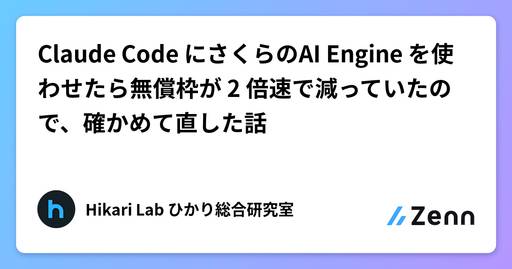 Claude Code にさくらのAI Engine を使
わせたら無償枠が 2 倍速で減っていたの
で、確かめて直した話
h
Hikari Lab ひかり総合研究室
Zenn